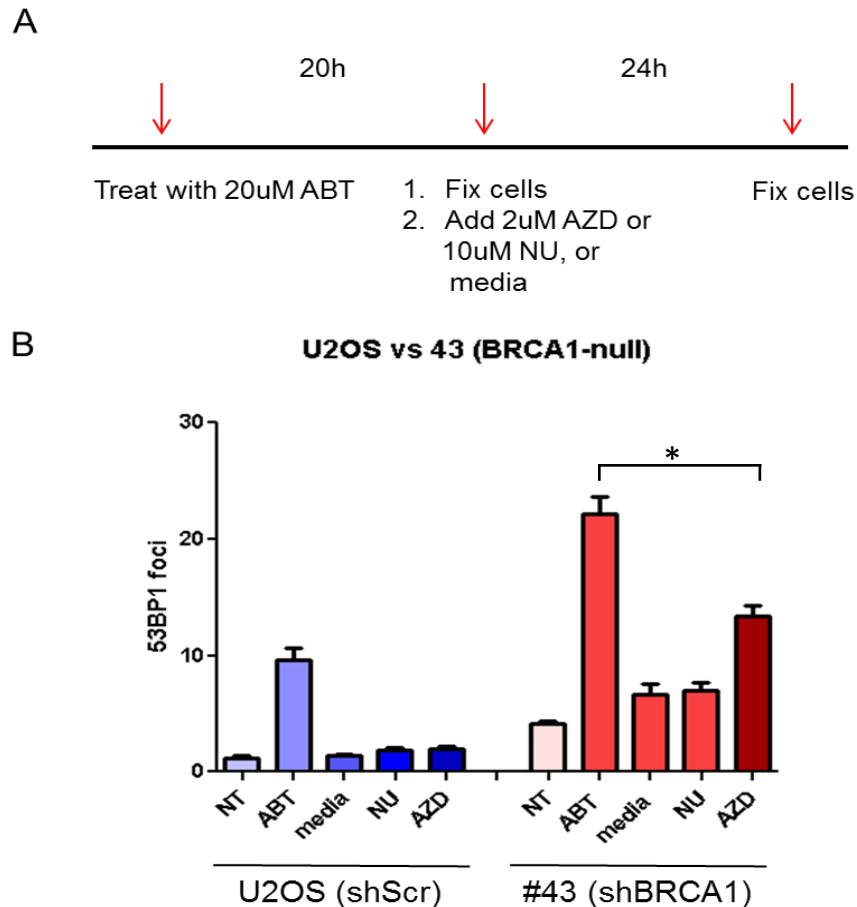 A
20h 24h
Treat with 20uM ABT
1. Fix cells
2. Add 2uM AZD or
10uM NU, or
media
Fix cells
B
U2OS vs 43 (BRCA1-null)
53BP1 foci
30
20
10
0
*
NT ABT media NU AZD NT ABT media NU AZD
U2OS (shScr) #43 (shBRCA1)